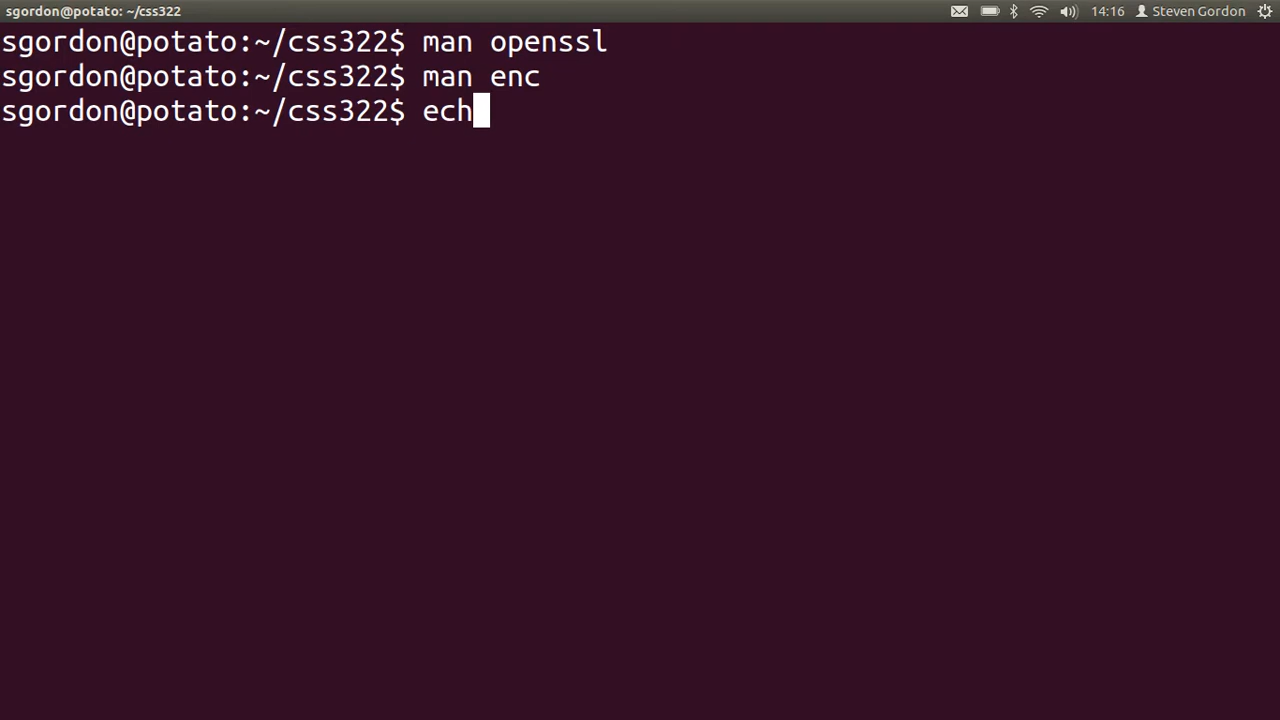 sgordon@potato: ~/css322
14:16
Steven Gordon
sgordon@potato:~/css322$ man openssl
sgordon@potato:~/css322$ man enc
sgordon@potato:~/css322$ ech